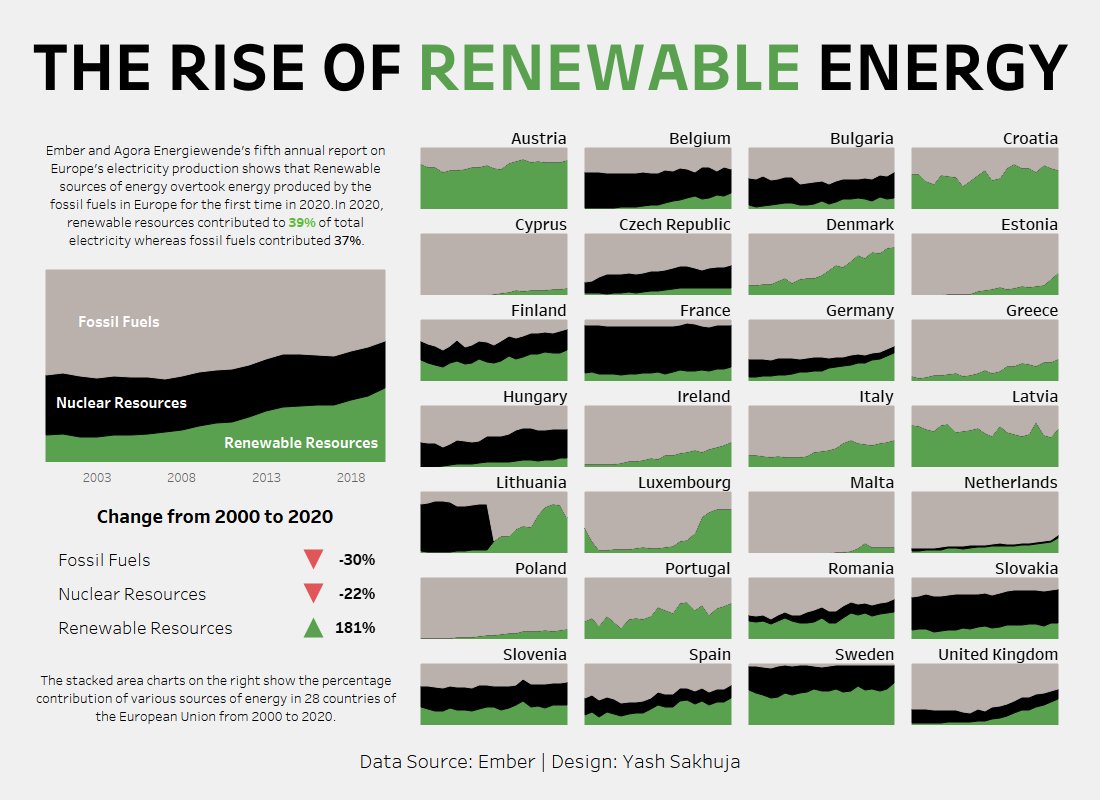 THE RISE OF RENEWABLE ENERGY
Ember and Agora Energiewende's fifth annual report on
Europe's electricity production shows that Renewable
sources of energy overtook energy produced by the
fossil fuels in Europe for the first time in 2020.In 2020,
renewable resources contributed to 39% of total
electricity whereas fossil fuels contributed 37%.
Fossil Fuels
Nuclear Resources
Renewable Resources
2003 2008 2013 2018
Change from 2000 to 2020
Fossil Fuels ▼ -30%
Nuclear Resources ▼ -22%
Renewable Resources ▲ 181%
The stacked area charts on the right show the percentage
contribution of various sources of energy in 28 countries of
the European Union from 2000 to 2020.
Austria Belgium Bulgaria Croatia
Cyprus Czech Republic Denmark Estonia
Finland France Germany Greece
Hungary Ireland Italy Latvia
Lithuania Luxembourg Malta Netherlands
Poland Portugal Romania Slovakia
Slovenia Spain Sweden United Kingdom
Data Source: Ember | Design: Yash Sakhuja